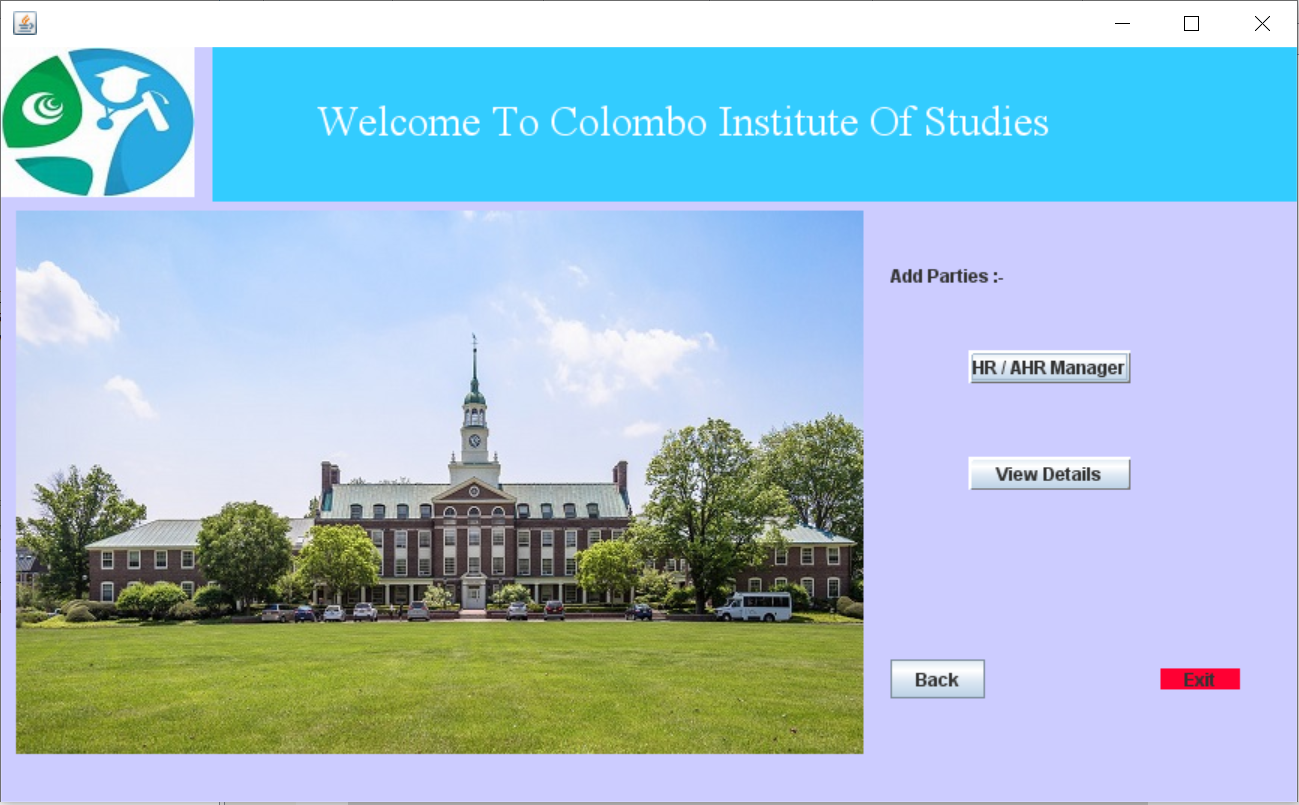 Welcome To Colombo Institute Of Studies
Add Parties :-
HR / AHR Manager
View Details
Back
Exit